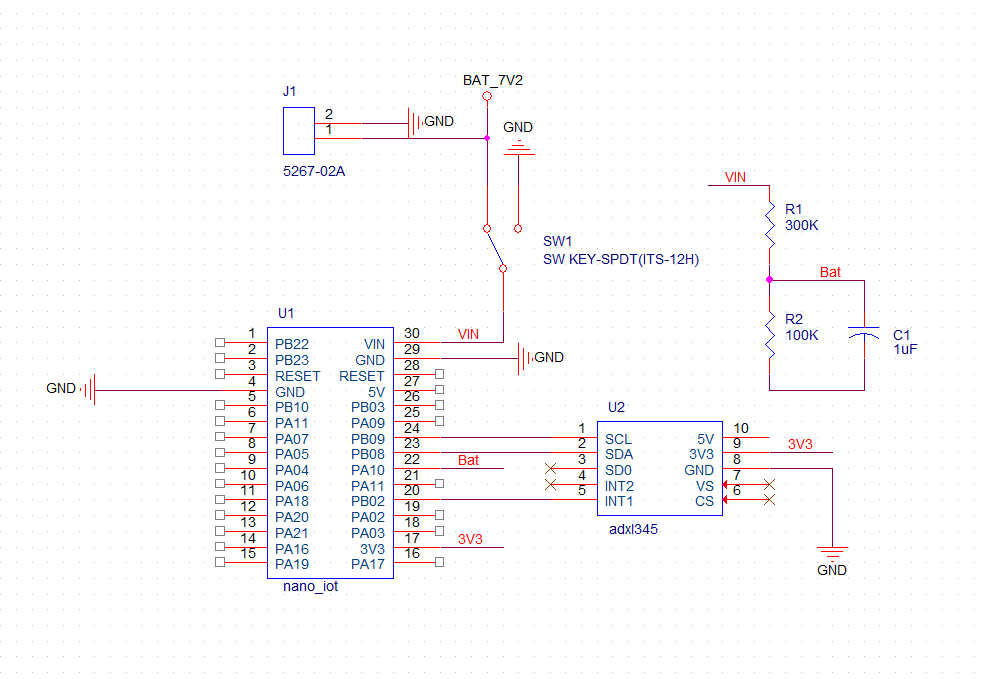 BAT_7V2
J1
2
GND
1
5267-02A
GND
VIN
R1
300K
SW1
SW KEY-SPDT(ITS-12H)
Bat
R2
100K
C1
1uF
U1
1 PB22 VIN 30 VIN
2 PB23 GND 29 GND
3 RESET RESET 28
GND 4 GND 5V 27
5 PB10 PB03 26
6 PA11 PA09 25
7 PA07 PB09 24
8 PA05 PB08 23
9 PA04 PA10 22 Bat
10 PA06 PA11 21
11 PA18 PB02 20
12 PA20 PA02 19
13 PA21 PA03 18
14 PA16 3V3 17 3V3
15 PA19 PA17 16
nano_iot
U2
1 SCL 5V 10
2 SDA 3V3 9 3V3
3 SD0 GND 8
4 INT2 VS 7
5 INT1 CS 6
adxl345
GND